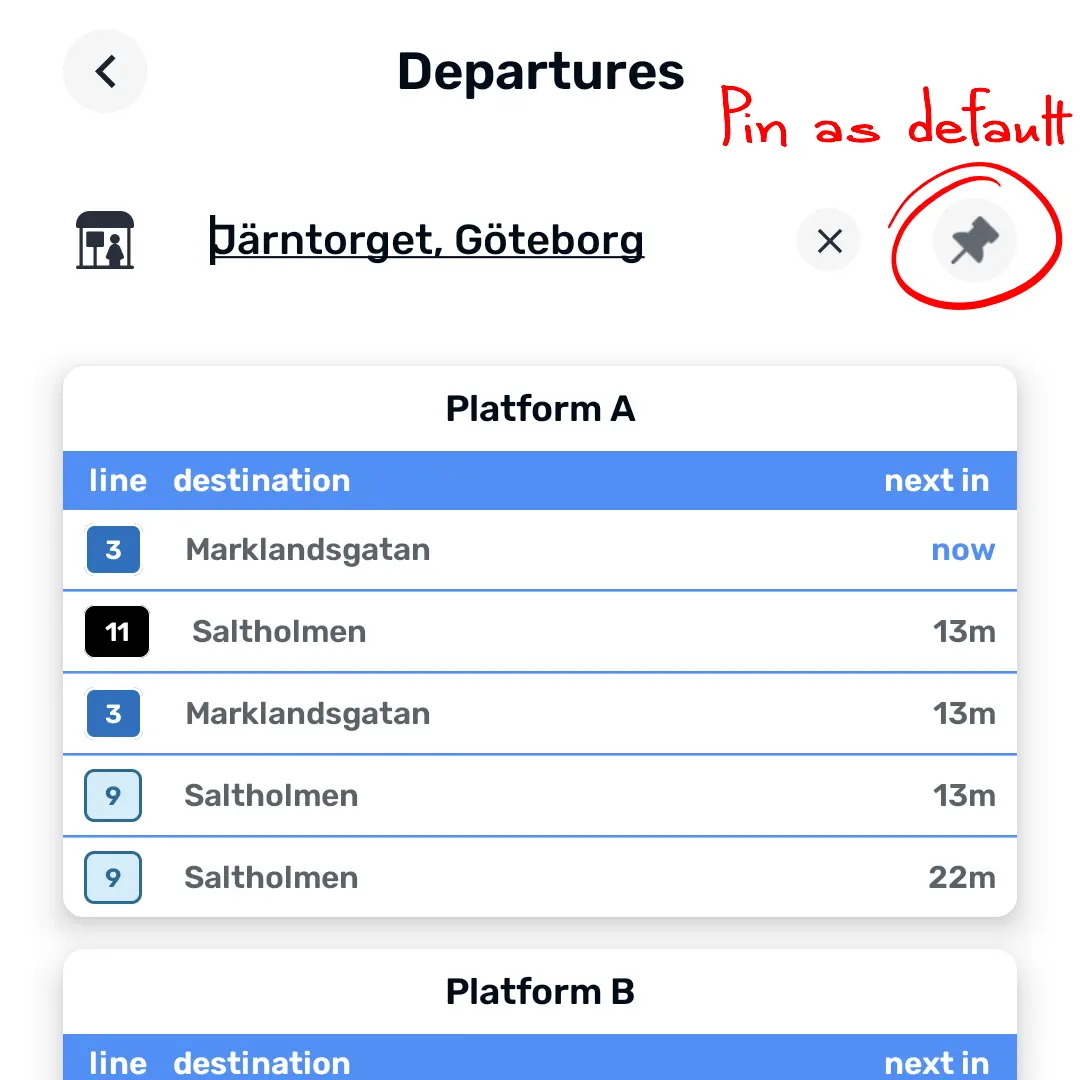 Departures
Pin as default
Järntorget, Göteborg
Platform A
line destination next in
3 Marklandsgatan now
11 Saltholmen 13m
3 Marklandsgatan 13m
9 Saltholmen 13m
9 Saltholmen 22m
Platform B
line destination next in